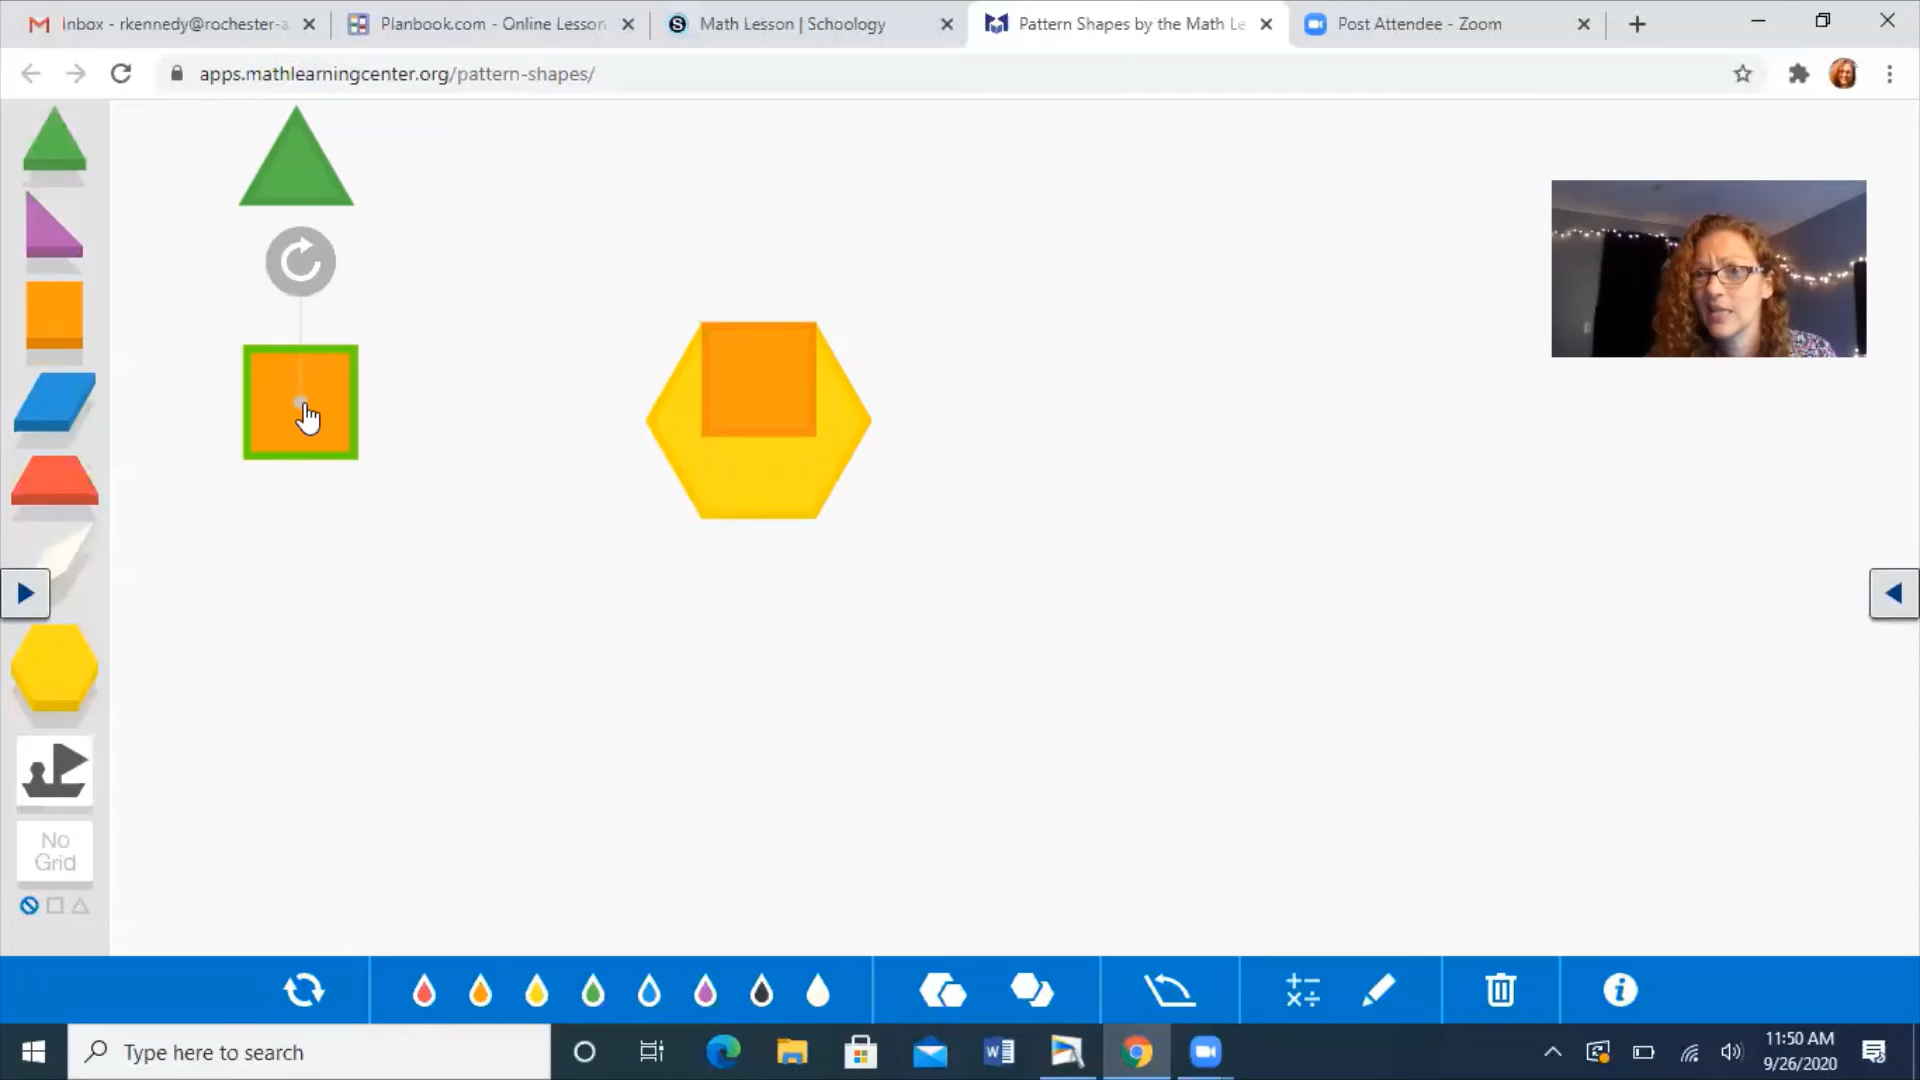 Inbox - rkennedy@rochester-a
Planbook.com - Online Lesson
Math Lesson | Schoology
Pattern Shapes by the Math Le
Post Attendee - Zoom
apps.mathlearningcenter.org/pattern-shapes/
No
Grid
Type here to search
11:50 AM
9/26/2020